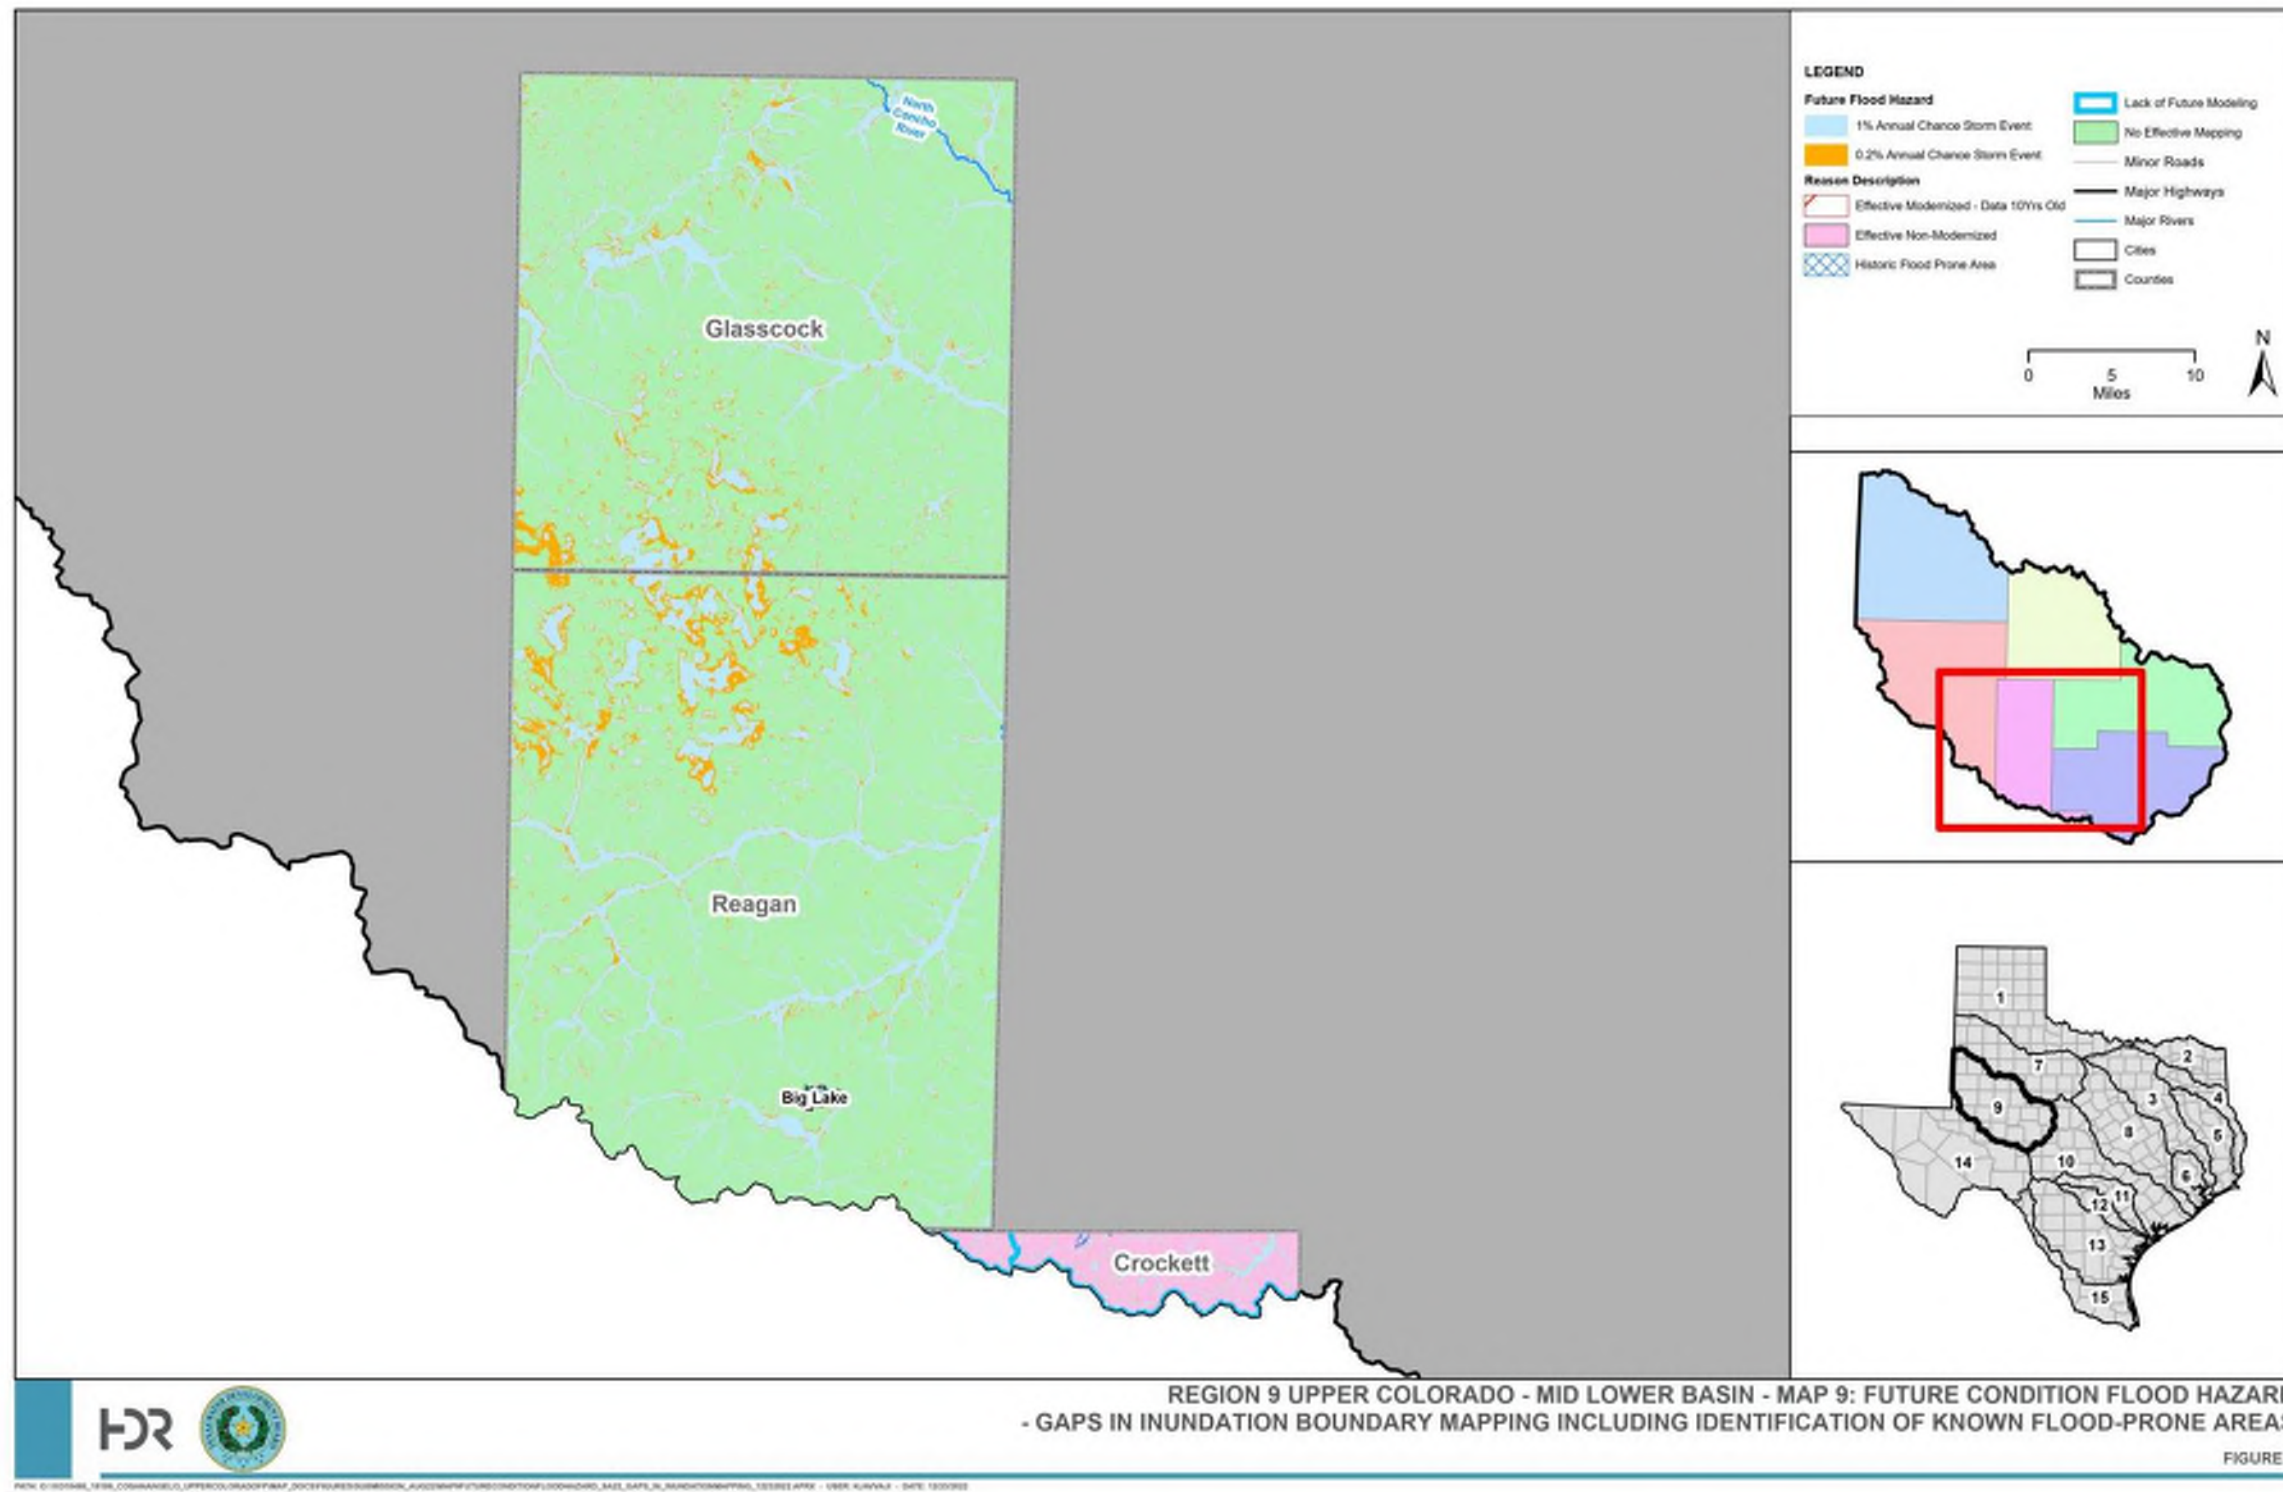 North
Concho
River
Glasscock
Reagan
Big Lake
Crockett
LEGEND
Future Flood Hazard
1% Annual Chance Storm Event
0.2% Annual Chance Storm Event
Reason Description
Effective Modernized - Data 10Yrs Old
Effective Non-Modernized
Historic Flood Prone Area
Lack of Future Modeling
No Effective Mapping
Minor Roads
Major Highways
Major Rivers
Cities
Counties
N
0 5 10
Miles
1
2
7
3
4
9
8
5
14
10
6
11
12
13
15
HDR
REGION 9 UPPER COLORADO - MID LOWER BASIN - MAP 9: FUTURE CONDITION FLOOD HAZARD
- GAPS IN INUNDATION BOUNDARY MAPPING INCLUDING IDENTIFICATION OF KNOWN FLOOD-PRONE AREAS
FIGURE